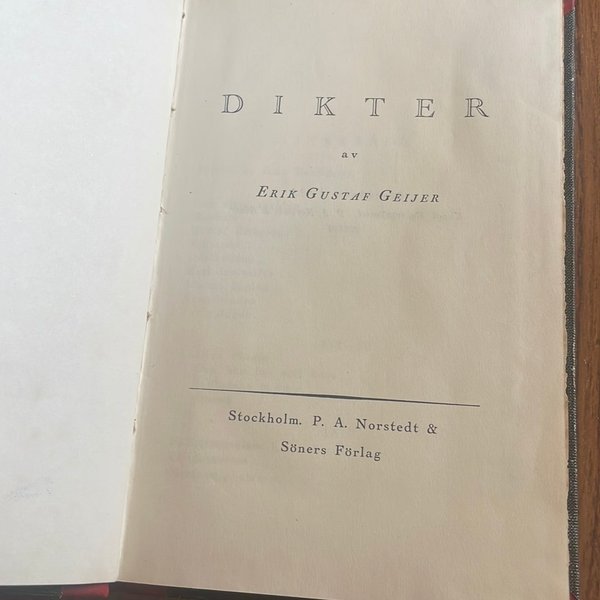 DIKTER
av
ERIK GUSTAF GEIJER
Stockholm. P. A. Norstedt &
Söners Förlag